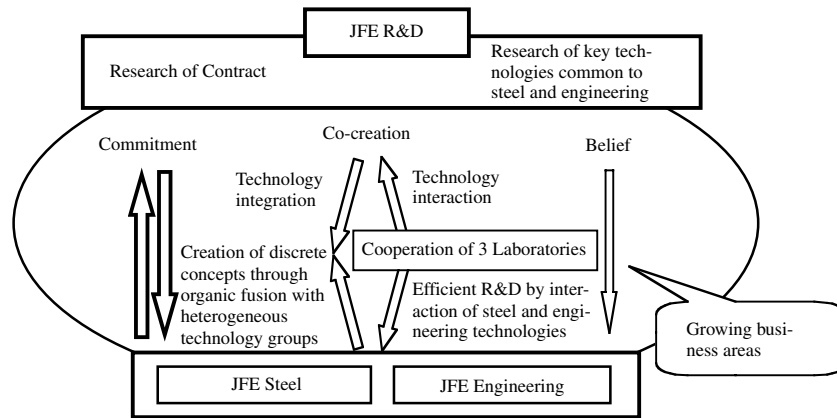 JFE R&D
Research of Contract
Research of key tech-
nologies common to
steel and engineering
Commitment
Co-creation
Belief
Technology
integration
Technology
interaction
Cooperation of 3 Laboratories
Creation of discrete
concepts through
organic fusion with
heterogeneous
technology groups
Efficient R&D by inter-
action of steel and engi-
neering technologies
Growing busi-
ness areas
JFE Steel
JFE Engineering